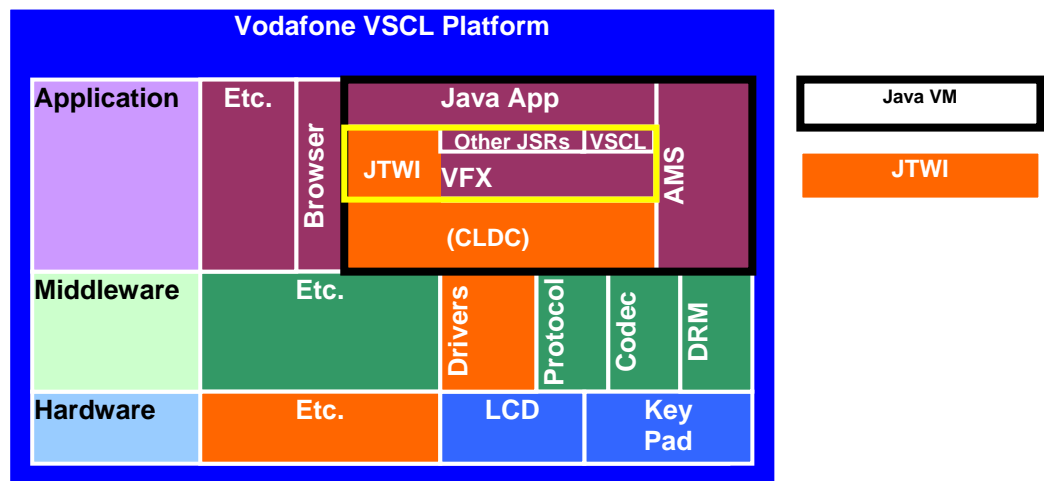 Vodafone VSCL Platform
Application
Etc.
Browser
Java App
JTWI
Other JSRs
VSCL
VFX
(CLDC)
AMS
Middleware
Etc.
Drivers
Protocol
Codec
DRM
Hardware
Etc.
LCD
Key
Pad
Java VM
JTWI